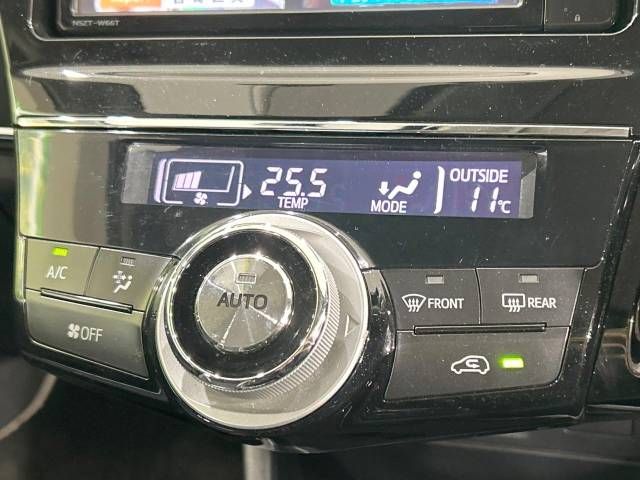 NSZT-W66T
25.5
TEMP
MODE
OUTSIDE
11°C
A/C
AUTO
FRONT
REAR
OFF